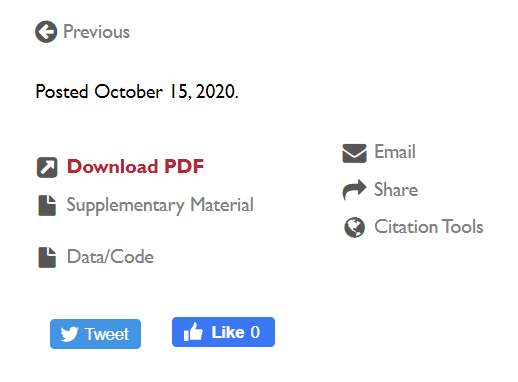 Previous
Posted October 15, 2020.
Download PDF
Supplementary Material
Data/Code
Email
Share
Citation Tools
Tweet
Like 0